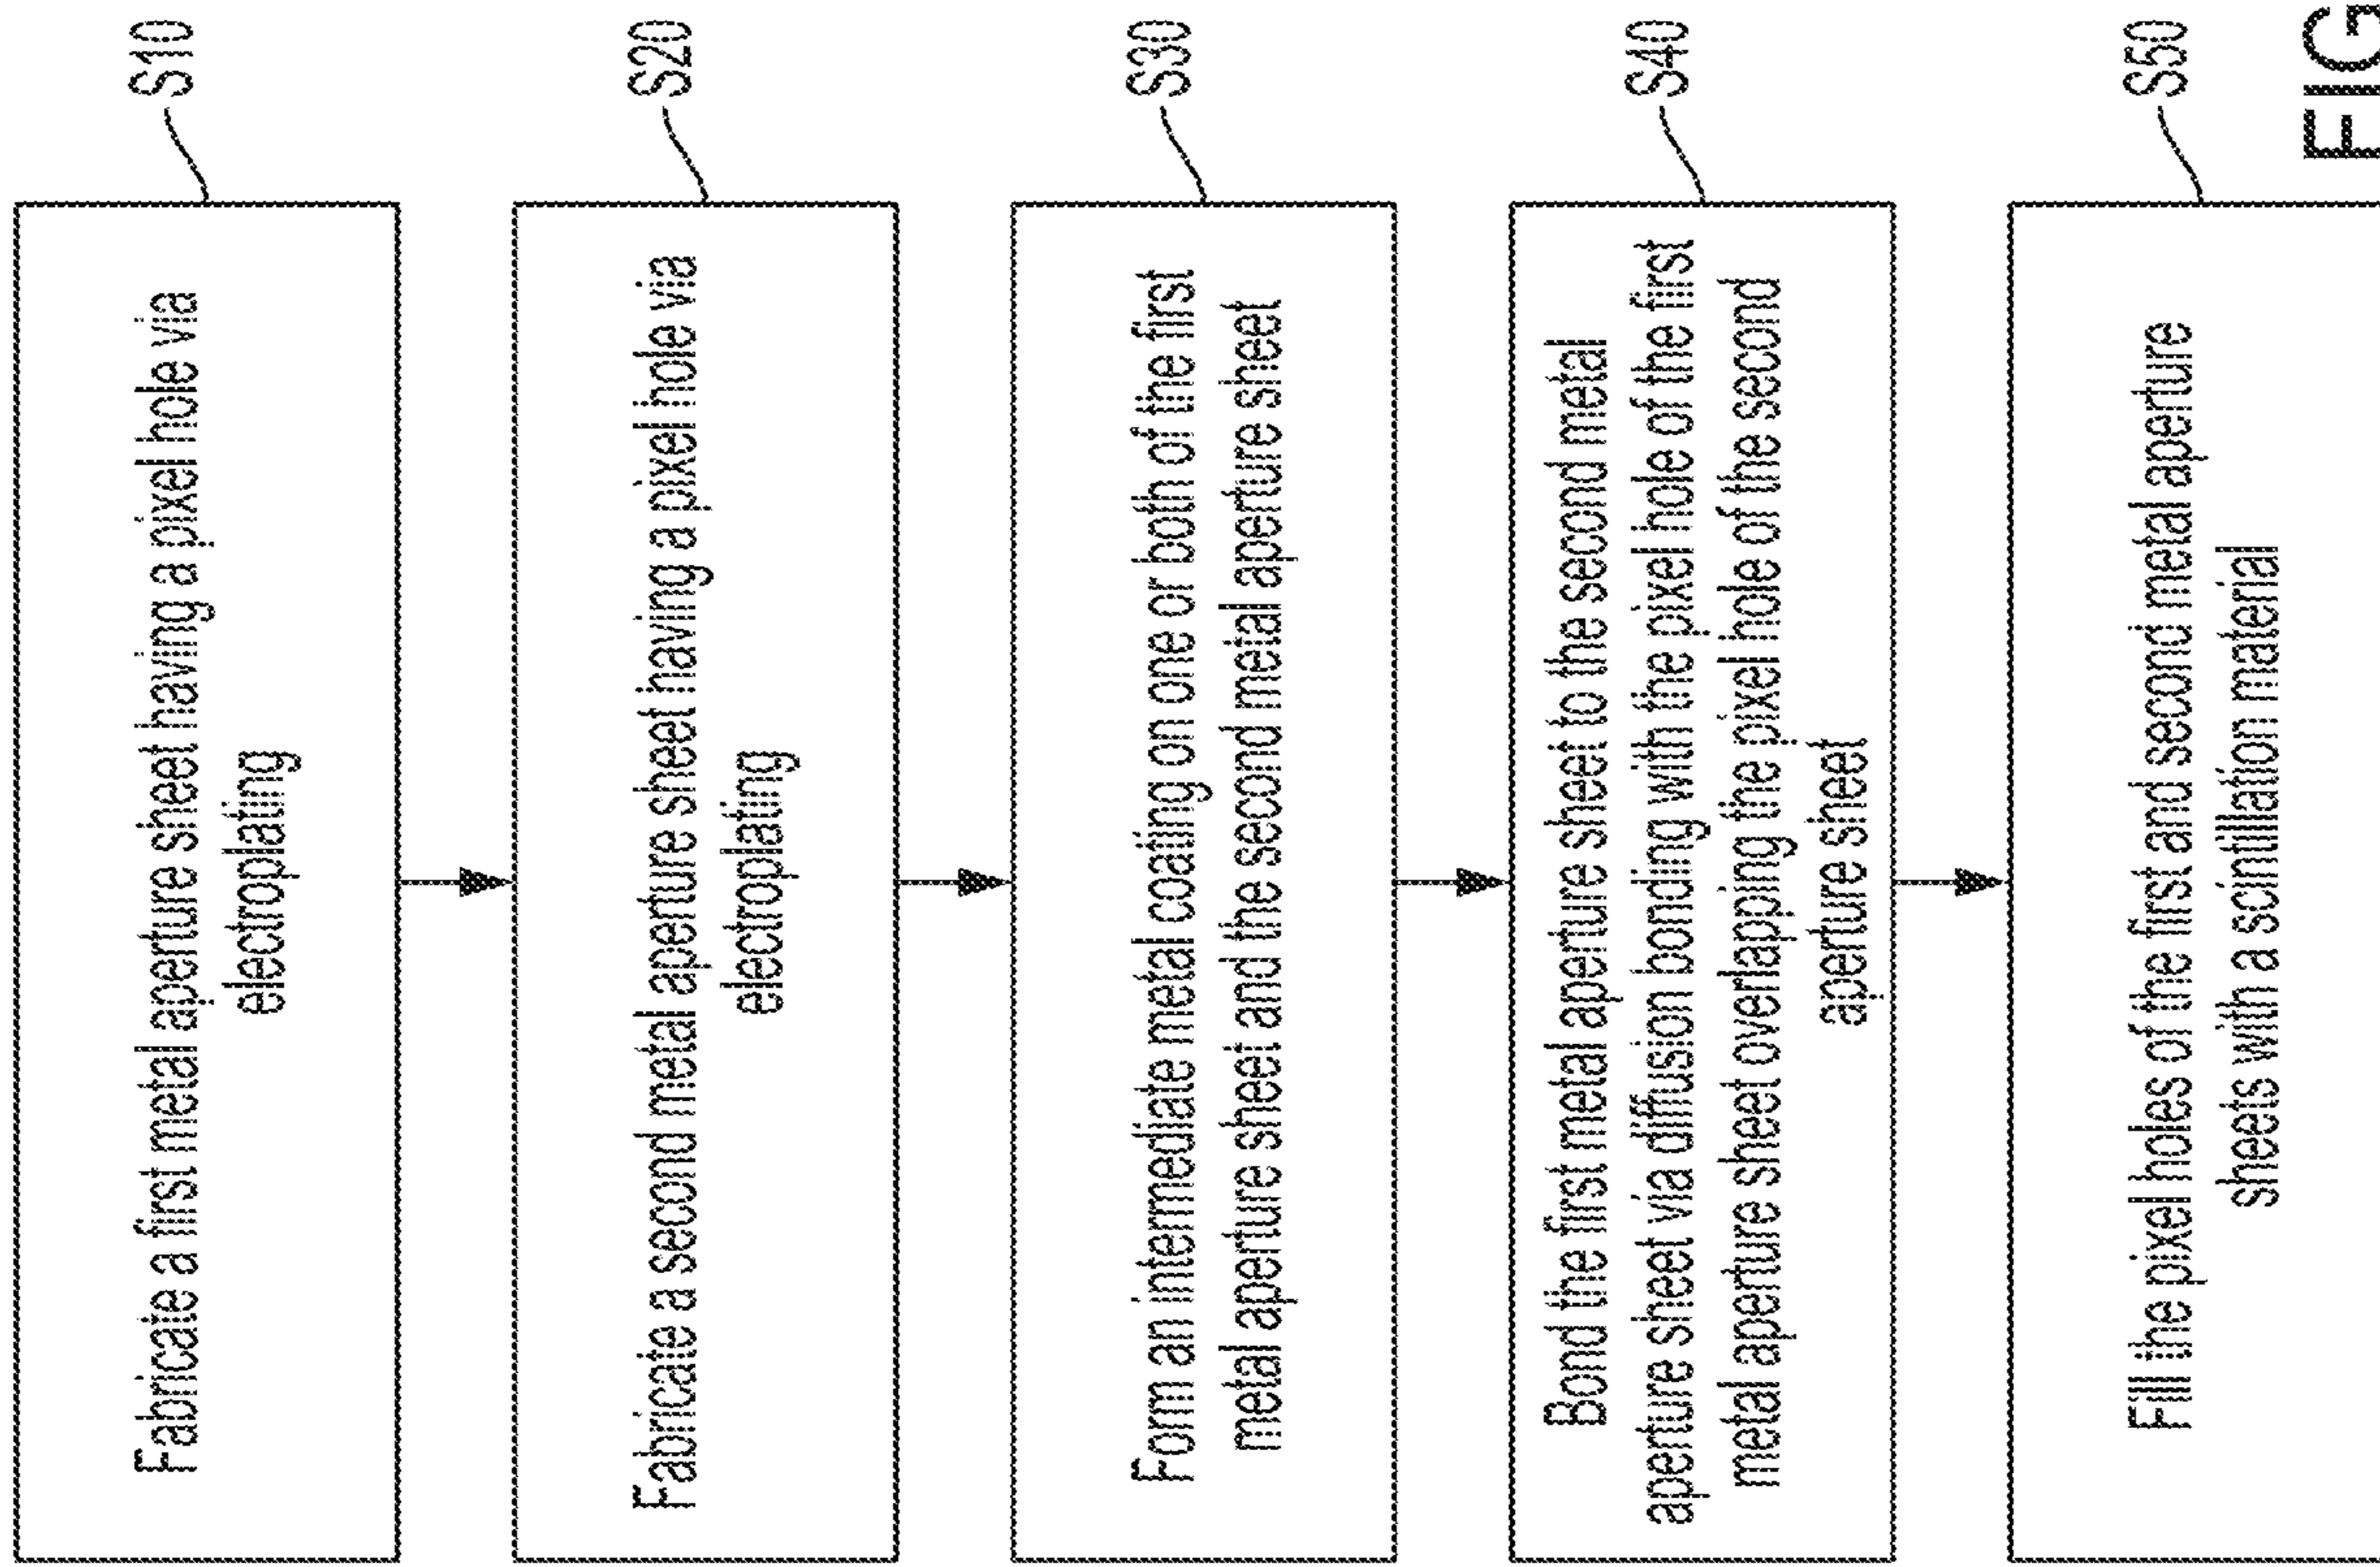 Fabricate a first metal aperture sheet having a pixel hole via
electroplating
S10
Fabricate a second metal aperture sheet having a pixel hole via
electroplating
S20
Form an intermediate metal coating on one or both of the first
metal aperture sheet and the second metal aperture sheet
S30
Bond the first metal aperture sheet to the second metal
aperture sheet via diffusion bonding with the pixel hole of the first
metal aperture sheet overlapping the pixel hole of the second
aperture sheet
S40
Fill the pixel holes of the first and second metal aperture
sheets with a scintillation material
S50
FIG